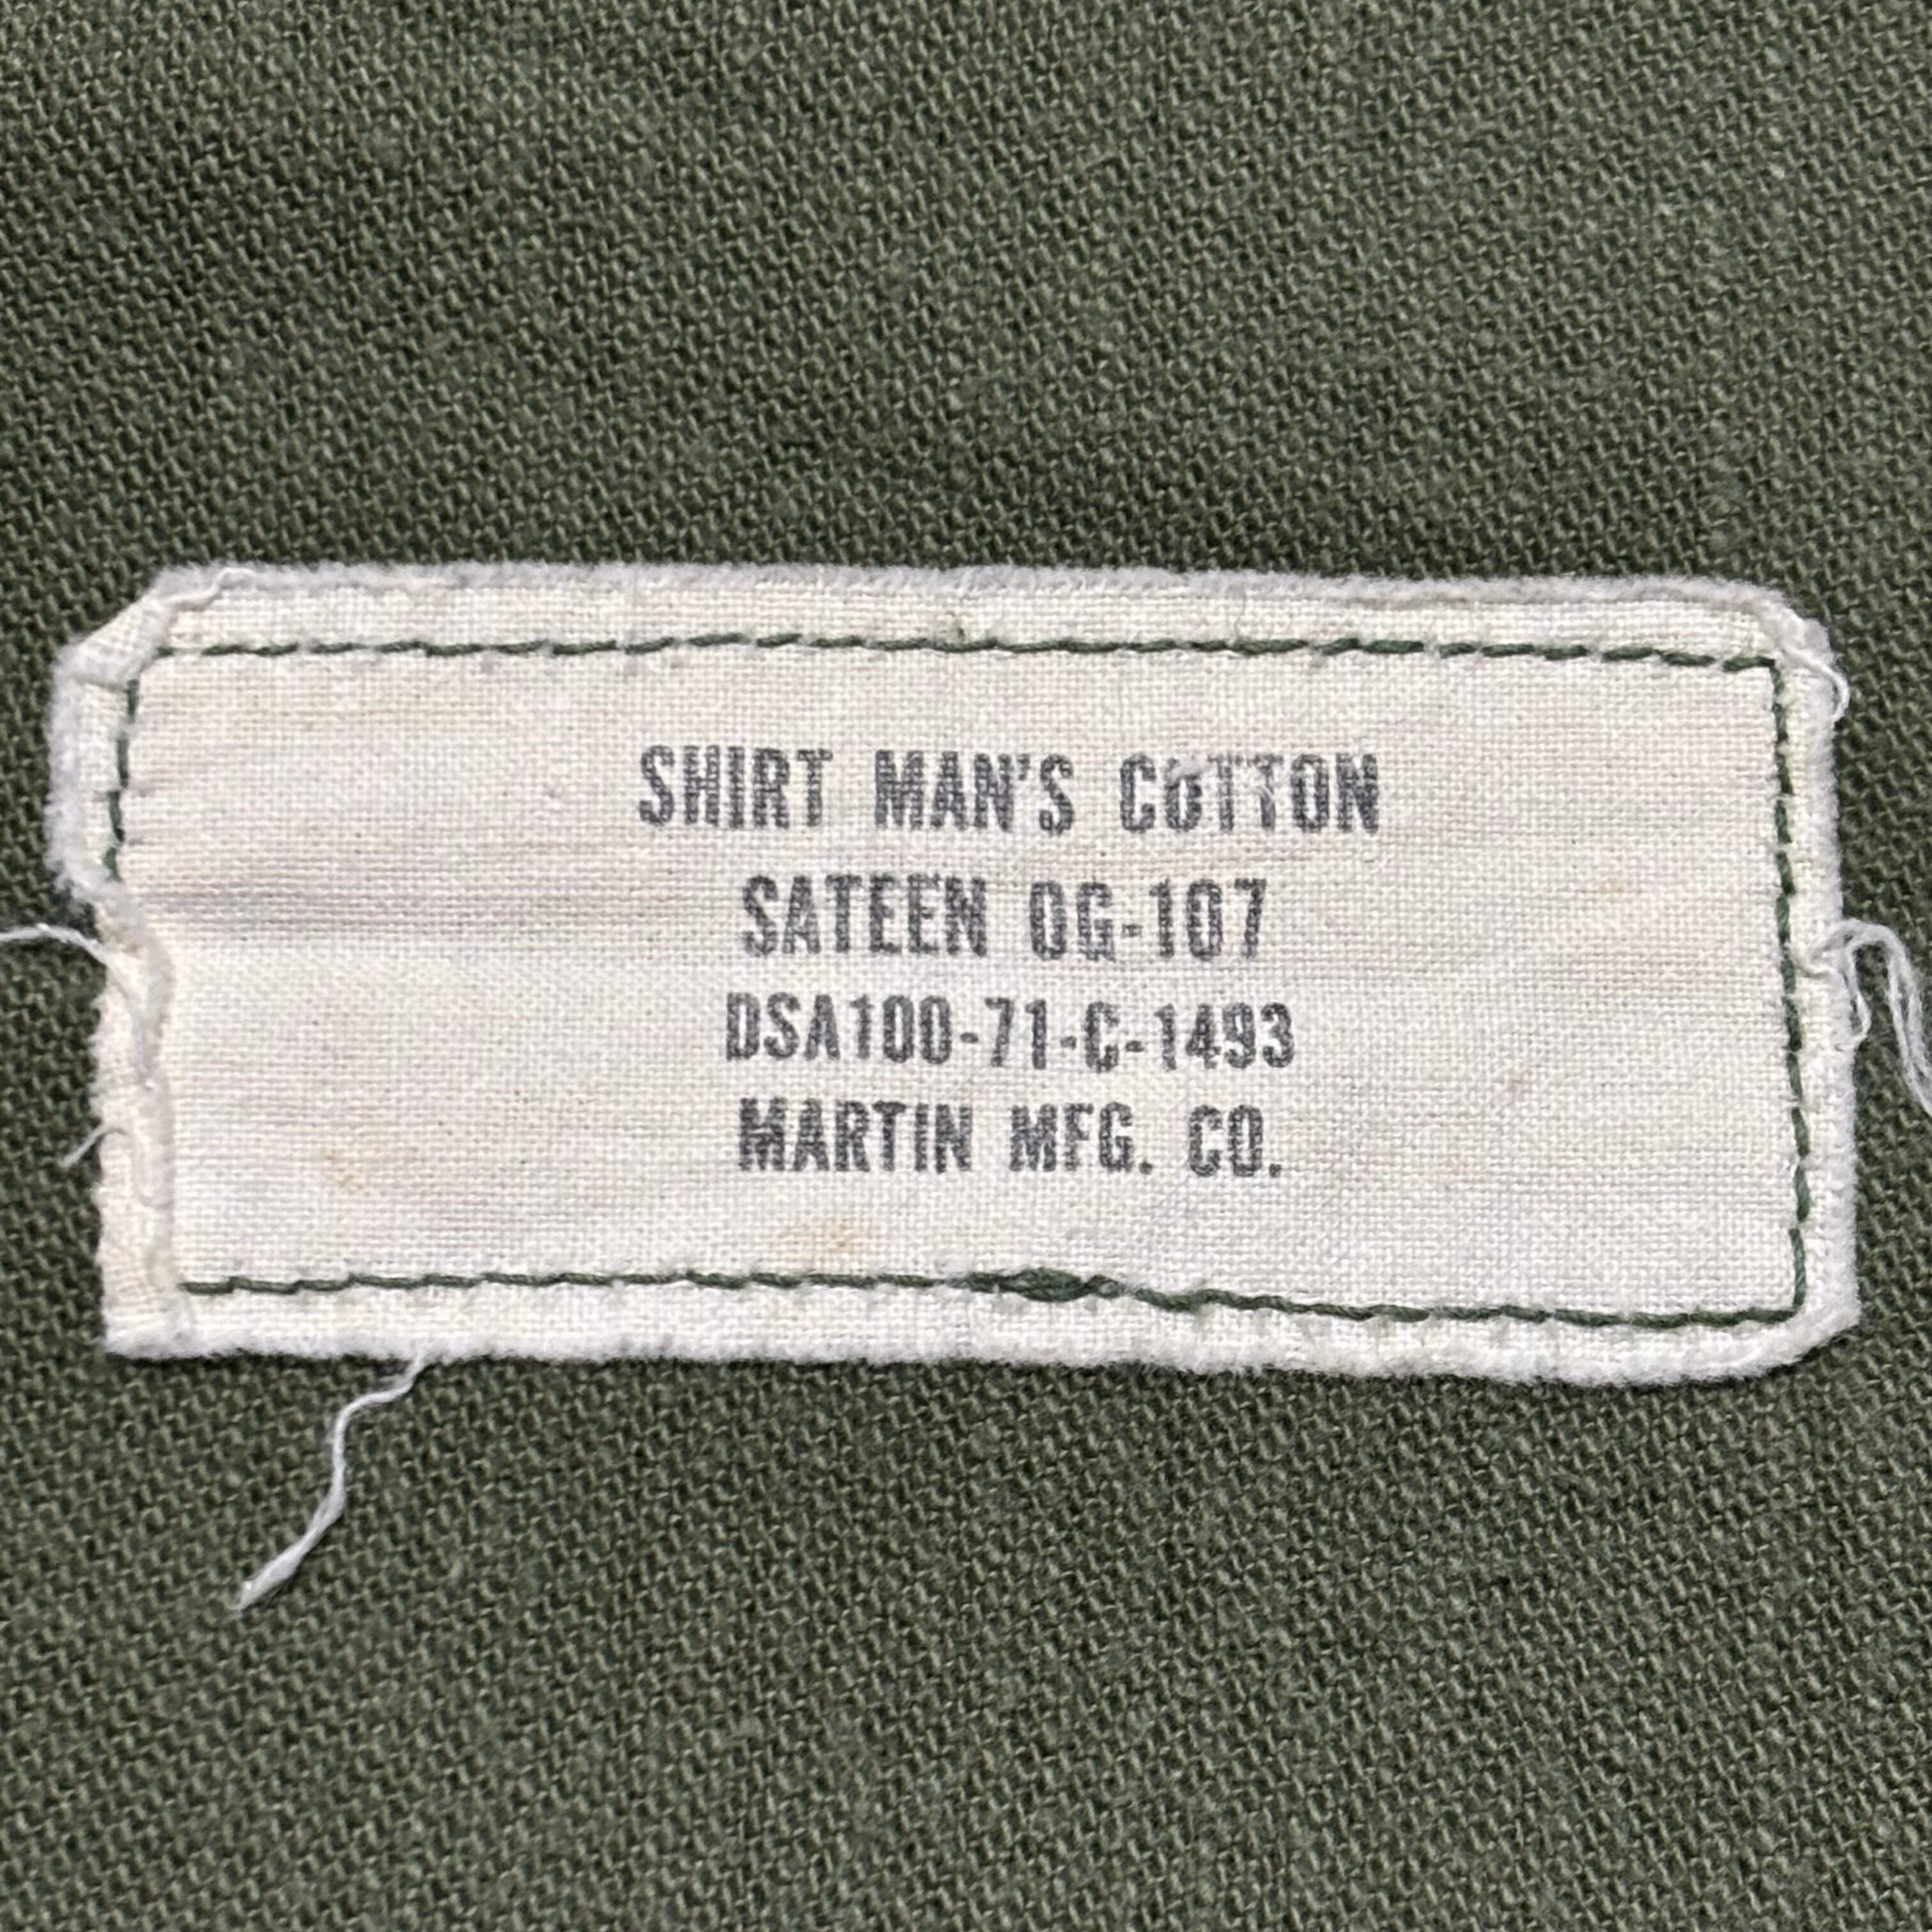 SHIRT MAN'S COTTON
SATEEN OG-107
DSA100-71-C-1493
MARTIN MFG. CO.